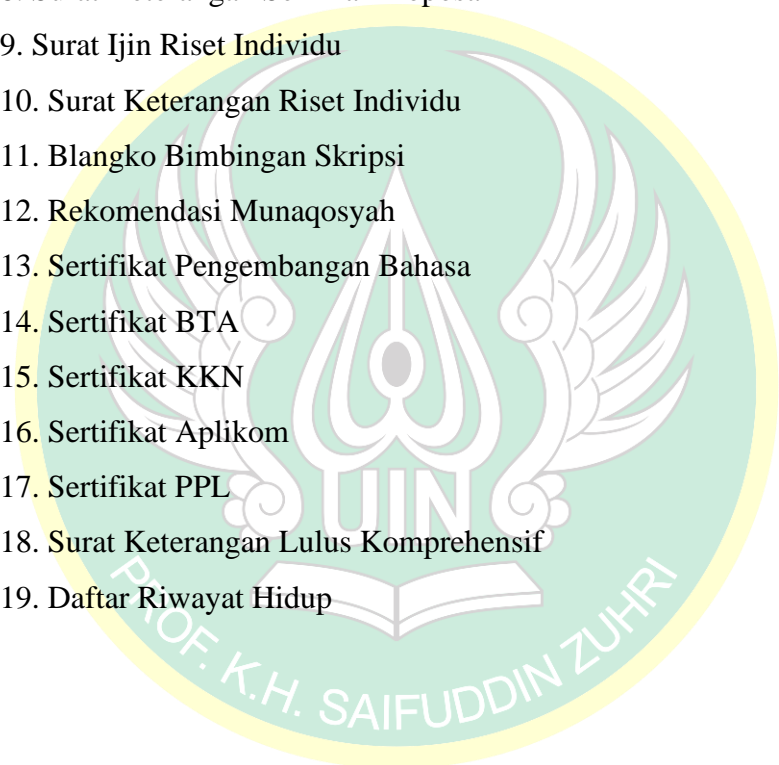 9. Surat Ijin Riset Individu
10. Surat Keterangan Riset Individu
11. Blangko Bimbingan Skripsi
12. Rekomendasi Munaqosyah
13. Sertifikat Pengembangan Bahasa
14. Sertifikat BTA
15. Sertifikat KKN
16. Sertifikat Aplikom
17. Sertifikat PPL
18. Surat Keterangan Lulus Komprehensif
19. Daftar Riwayat Hidup
UIN
PROF. K.H. SAIFUDDIN ZUHRI